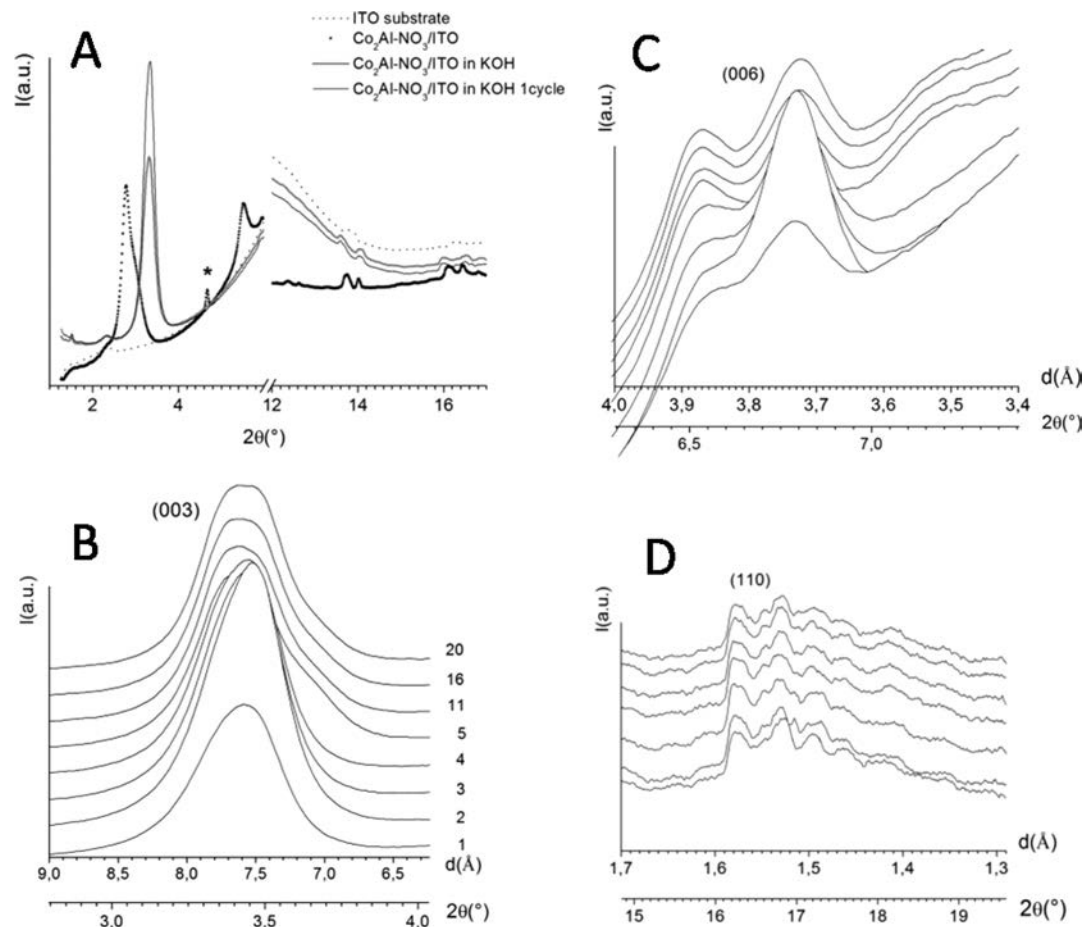 A
ITO substrate
Co₂Al-NO₃/ITO
Co₂Al-NO₃/ITO in KOH
Co₂Al-NO₃/ITO in KOH 1cycle
I(a.u.)
*
2 4 12 14 16
2θ(°)
C
(006)
I(a.u.)
4,0 3,9 3,8 3,7 3,6 3,5 3,4
d(Å)
2θ(°)
6,5 7,0
B
(003)
I(a.u.)
20
16
11
5
4
3
2
1
d(Å)
9,0 8,5 8,0 7,5 7,0 6,5
2θ(°)
3.0 3.5 4.0
D
(110)
I(a.u.)
d(Å)
1,7 1,6 1,5 1,4 1,3
2θ(°)
15 16 17 18 19